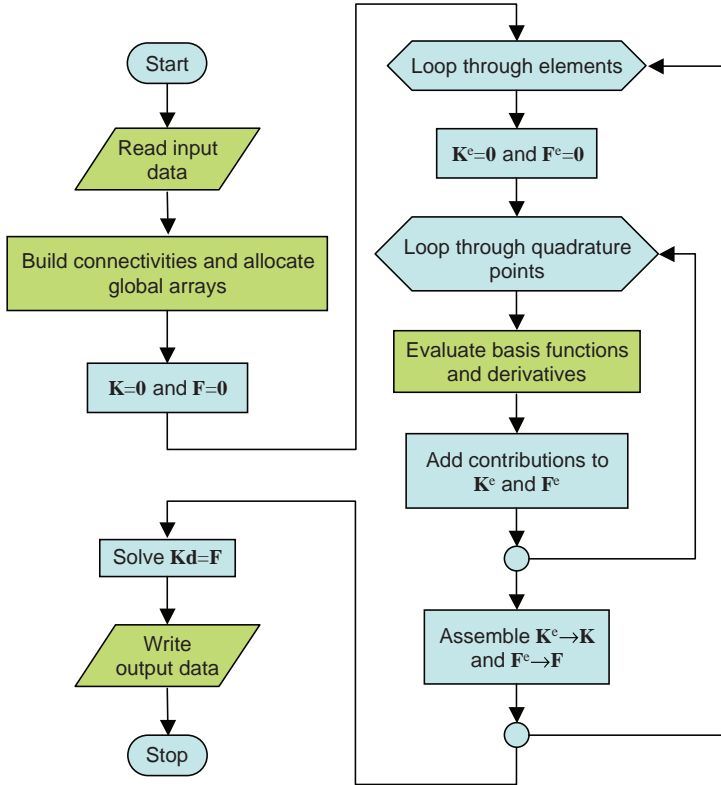 Start
Read input
data
Build connectivities and allocate
global arrays
K=0 and F=0
Loop through elements
Kᵉ=0 and Fᵉ=0
Loop through quadrature
points
Evaluate basis functions
and derivatives
Add contributions to
Kᵉ and Fᵉ
Assemble Kᵉ→K
and Fᵉ→F
Solve Kd=F
Write
output data
Stop